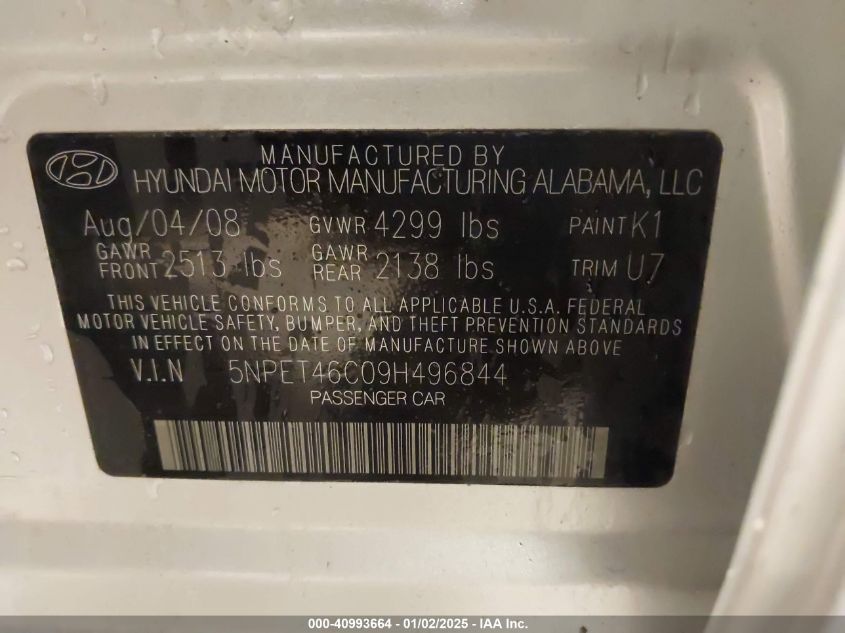 MANUFACTURED BY
HYUNDAI MOTOR MANUFACTURING ALABAMA, LLC
Aug/04/08 GVWR 4299 lbs PAINT K1
GAWR FRONT 2513 lbs GAWR REAR 2138 lbs TRIM U7
THIS VEHICLE CONFORMS TO ALL APPLICABLE U.S.A. FEDERAL
MOTOR VEHICLE SAFETY, BUMPER, AND THEFT PREVENTION STANDARDS
IN EFFECT ON THE DATE OF MANUFACTURE SHOWN ABOVE.
V.I.N 5NPET46C09H496844
PASSENGER CAR
000-40993664 - 01/02/2025 - IAA Inc.